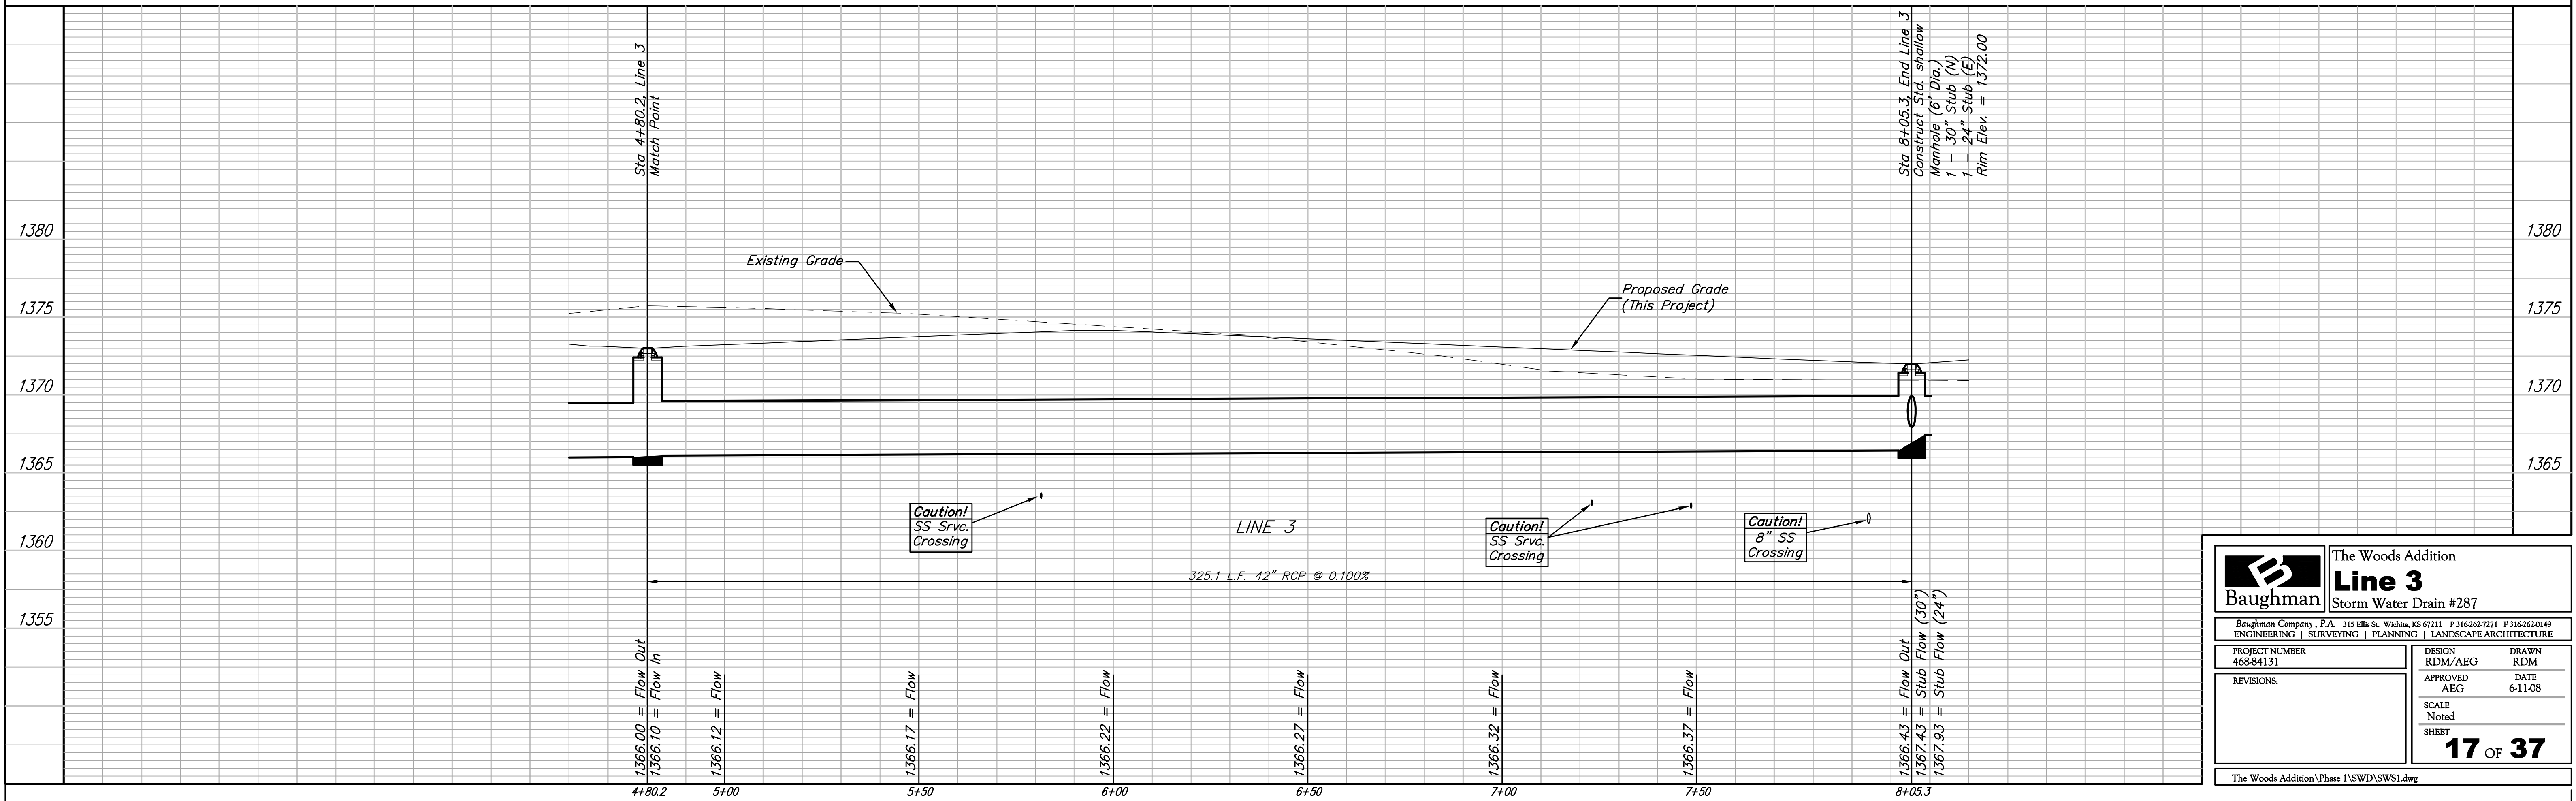 Sta 4+80.2, Line 3
Match Point
Sta 8+05.3, End Line 3
Construct Std. shallow
Manhole (6' Dia.)
1 - 30" Stub (N)
1 - 24" Stub (E)
Rim Elev. = 1372.00
1380
1380
Existing Grade
Proposed Grade
(This Project)
1375
1375
1370
1370
1365
1365
Caution!
SS Srvc.
Crossing
LINE 3
Caution!
SS Srvc.
Crossing
Caution!
8" SS
Crossing
1360
1360
325.1 L.F. 42" RCP @ 0.100%
1355
1366.00 = Flow Out
1366.10 = Flow In
1366.12 = Flow
1366.17 = Flow
1366.22 = Flow
1366.27 = Flow
1366.32 = Flow
1366.37 = Flow
1366.43 = Flow Out
1367.43 = Stub Flow (30")
1367.93 = Stub Flow (24")
4+80.2
5+00
5+50
6+00
6+50
7+00
7+50
8+05.3
B
Baughman
The Woods Addition
Line 3
Storm Water Drain #287
Baughman Company, P.A. 315 Ellis St. Wichita, KS 67211 P 316-262-7271 F 316-262-0149
ENGINEERING | SURVEYING | PLANNING | LANDSCAPE ARCHITECTURE
PROJECT NUMBER
468-84131
REVISIONS:
DESIGN
RDM/AEG
DRAWN
RDM
APPROVED
AEG
DATE
6-11-08
SCALE
Noted
SHEET
17 OF 37
The Woods Addition\Phase 1\SWD\SWS1.dwg